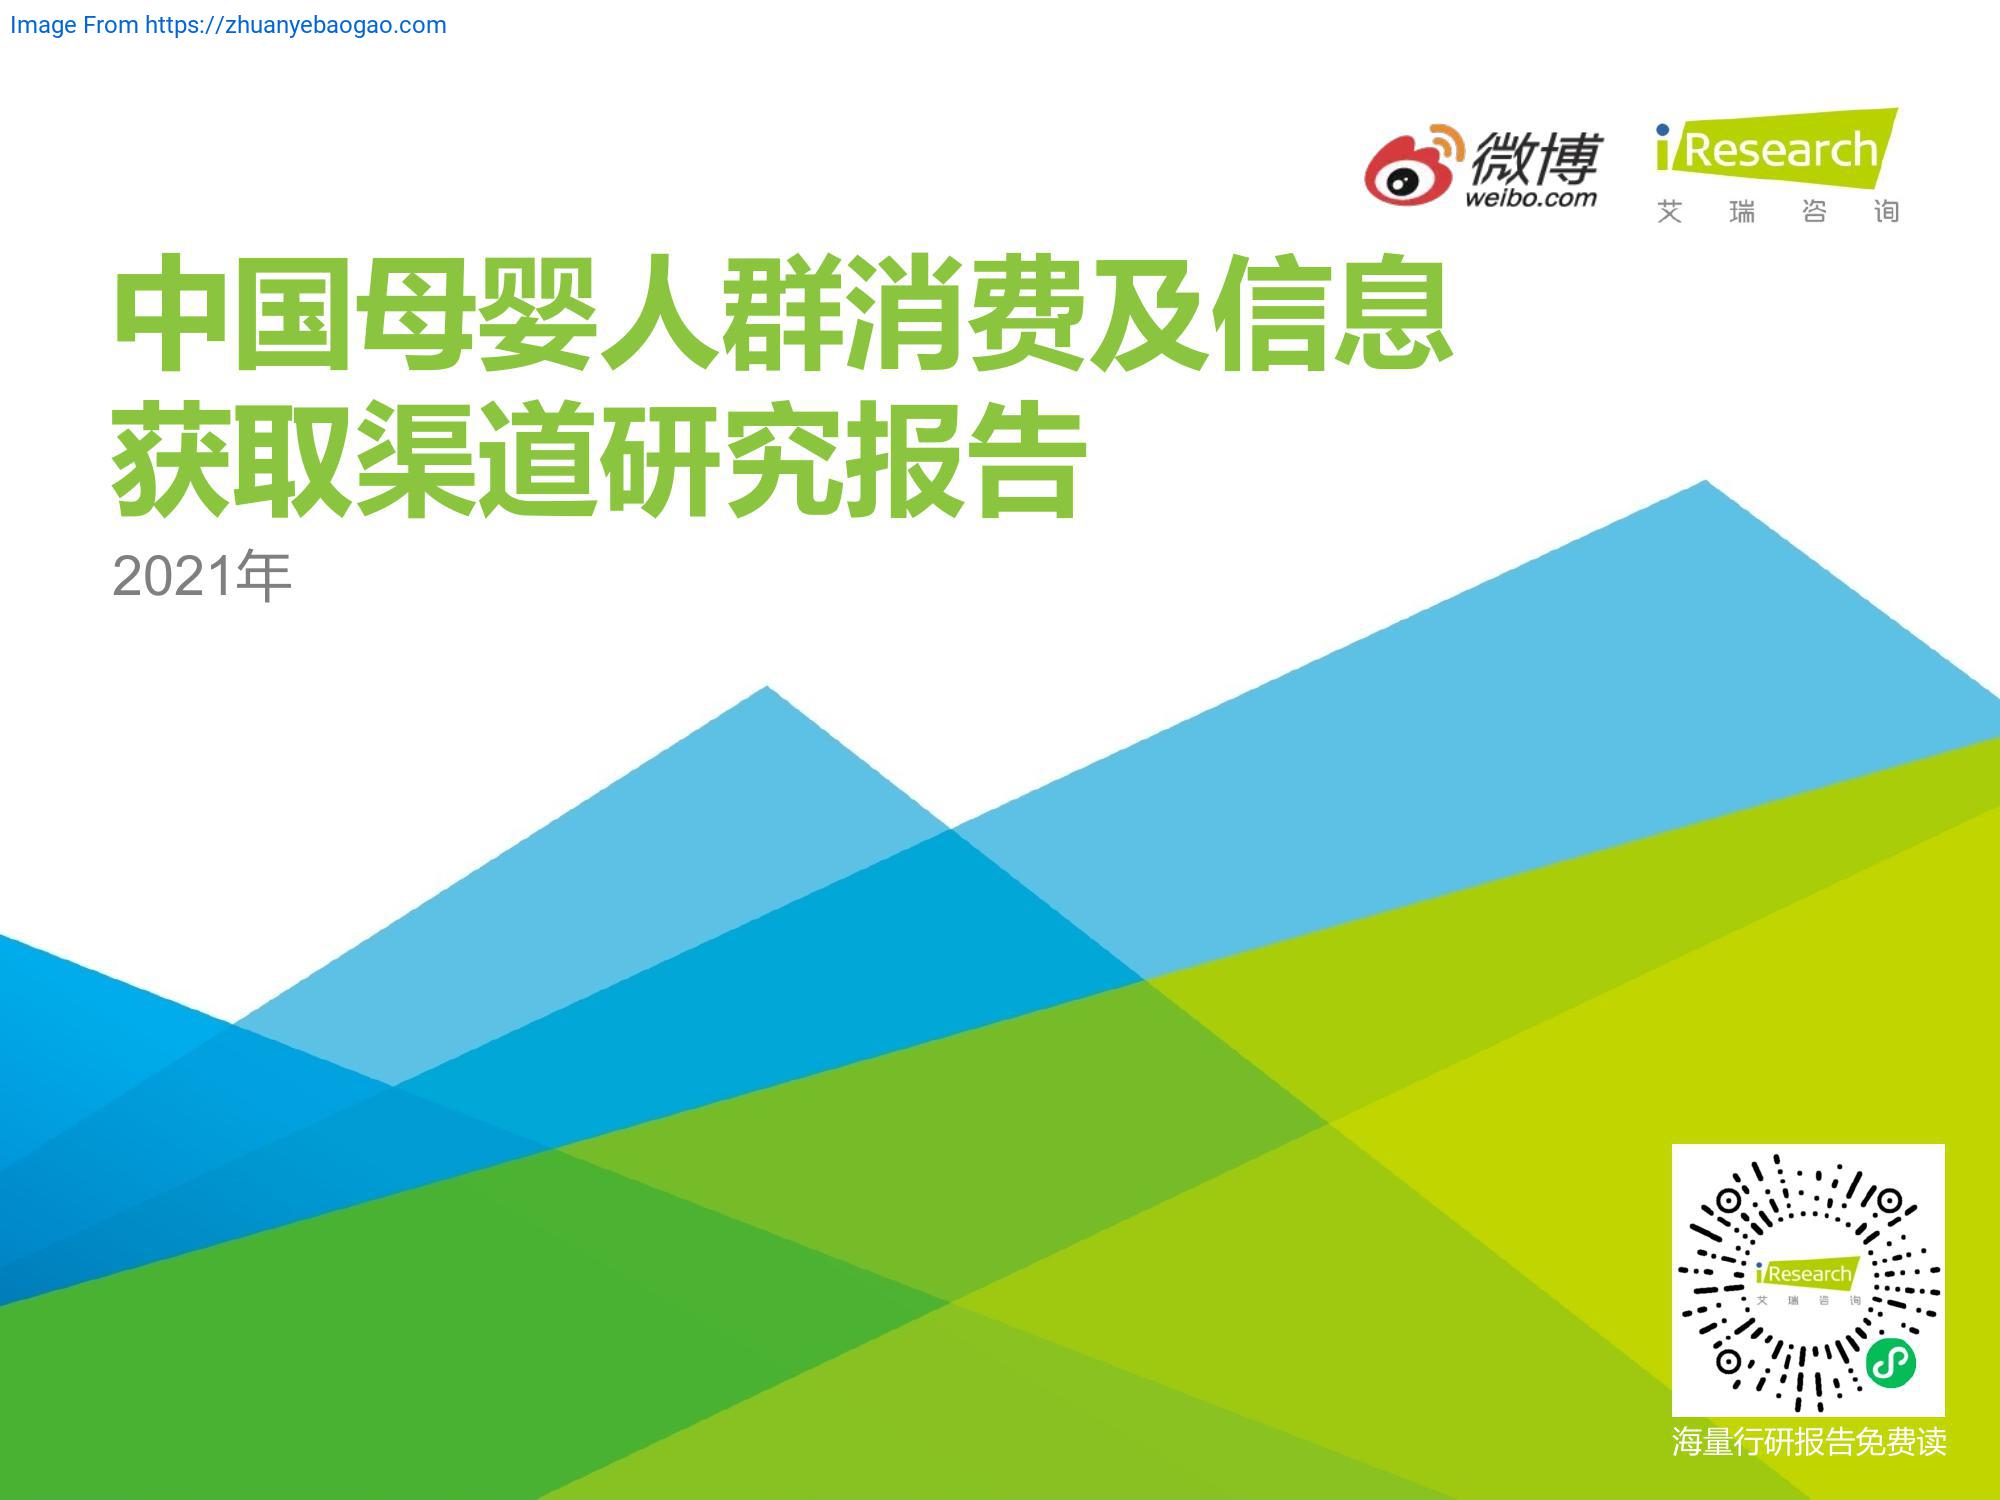 Image From https://zhuanyebaogao.com
微博
weibo.com
iResearch
艾瑞咨询
中国母婴人群消费及信息
获取渠道研究报告
2021年
iResearch
艾瑞咨询
海量行研报告免费读